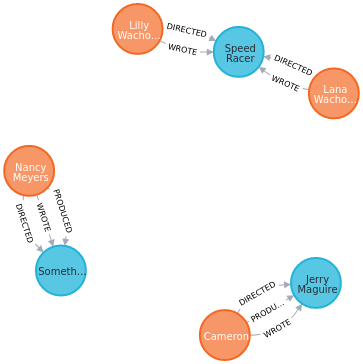 Lilly
Wacho...
DIRECTED
WROTE
Speed
Racer
DIRECTED
WROTE
Lana
Wacho...
Nancy
Meyers
DIRECTED
WROTE
PRODUCED
Someth...
Jerry
Maguire
DIRECTED
PRODU...
WROTE
Cameron